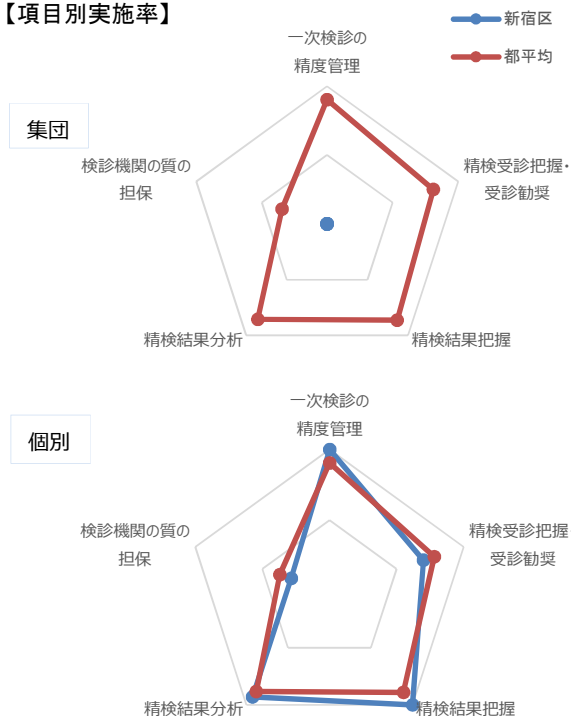 【項目別実施率】
新宿区
都平均
集団
一次検診の
精度管理
精検受診把握・
受診勧奨
精検結果把握
精検結果分析
検診機関の質の
担保
個別
一次検診の
精度管理
精検受診把握
受診勧奨
精検結果把握
精検結果分析
検診機関の質の
担保